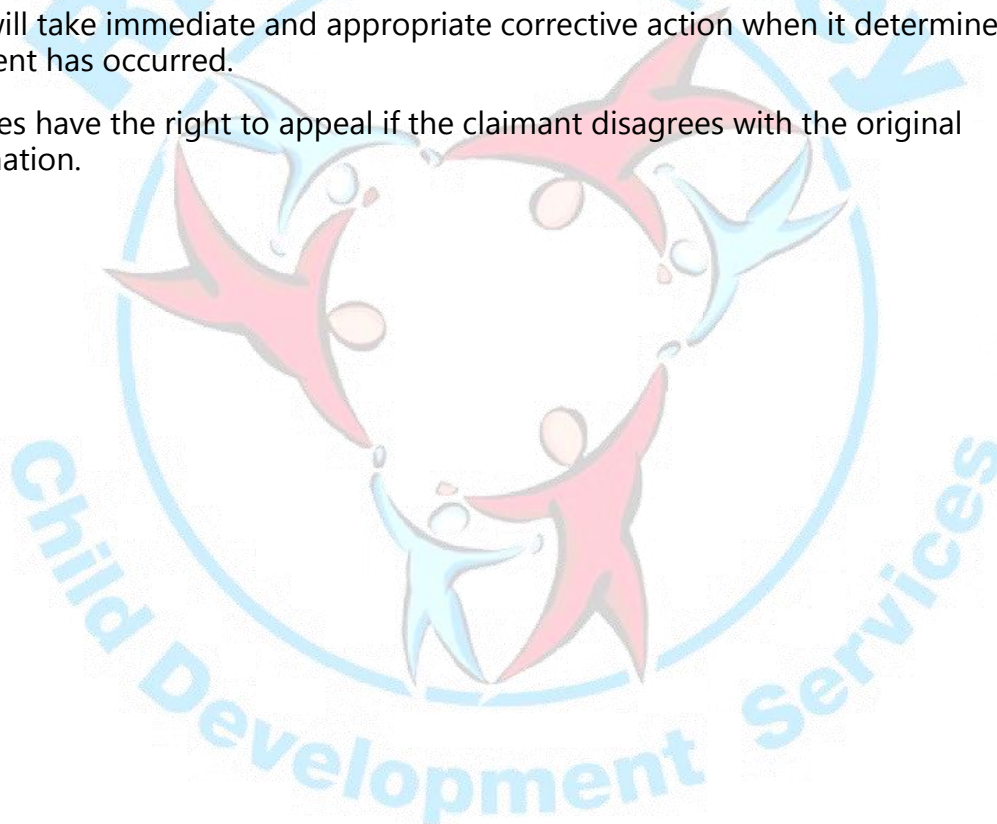 will take immediate and appropriate corrective action when it determine
ent has occurred.
es have the right to appeal if the claimant disagrees with the original
nation.
Child Development Services